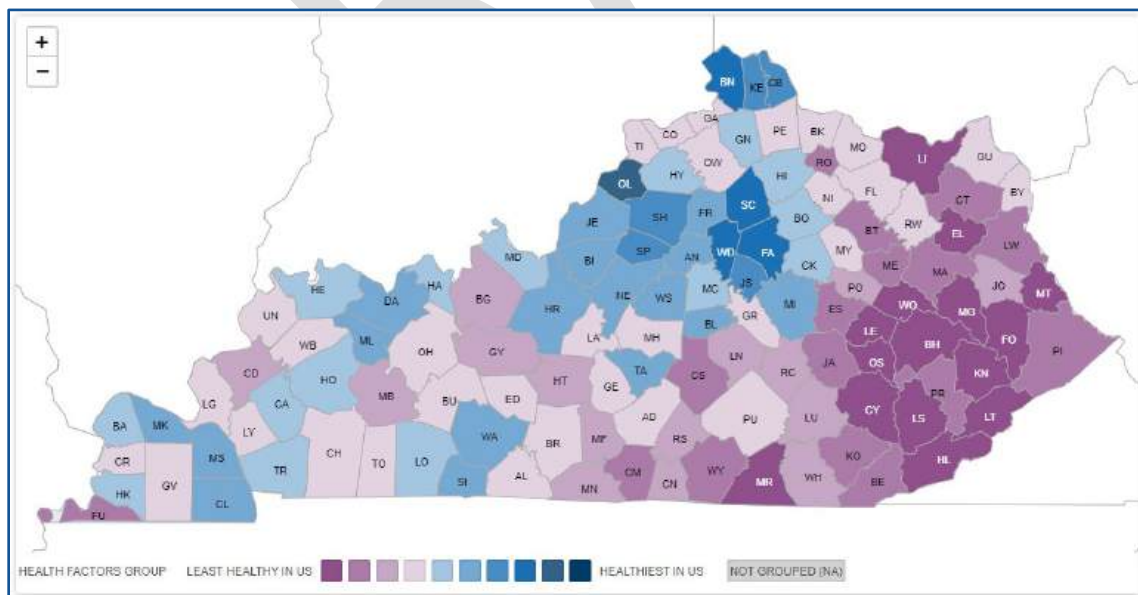 +
−
BN KE CB
GA BK
CO GN PE
TI OW MO LI GU
RO
OL HY HI BY
FL CT
NI
SC
JE SH FR BO BT RW EL
MD SP WD FA MY LW
BI AN CK ME MA
HE HA JS JO MT
DA BG MC PO
UN HR NE WS MI ES WO MG
GR
WB ML LA MH BL LE FO
OH GY BH PI
CD LN OS
HO HT TA CS RC JA KN
MB GE PR
LG CA BU ED
AD PU CY LS LT
BA MK LY LU
WA BR MF RS
CR MS CH TO LO KO HL
TR AL CM WY
HK GV SI MN CN MR WH BE
CL
FU
HEALTH FACTORS GROUP LEAST HEALTHY IN US HEALTHIEST IN US NOT GROUPED (NA)